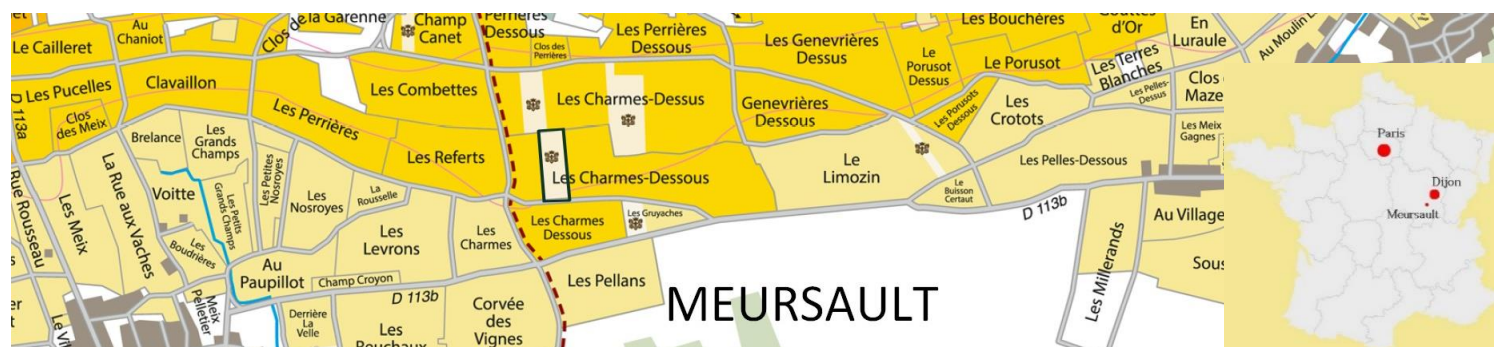 et
Le Cailleret
Au
Chaniot
Clos de la Garenne
Champ
Canet
Perrières
Dessous
Clos des
Perrières
Les Perrières
Dessous
Les Genevrières
Dessus
Les Bouchères
Gouttes
d'Or
En
Luraule
Au Moulin L
Le
Porusot
Dessus
Le Porusot
Les Terres
Blanches
D 113a
Les Pucelles
Clavaillon
Les Combettes
Les Charmes-Dessus
Genevrières
Dessous
Les Porusots
Dessous
Les
Crotots
Les Pelles-
Dessus
Clos
Maze
Clos
des Meix
Brelance
Les
Grands
Champs
Les Perrières
Les Referts
Les Charmes-Dessous
Le
Limozin
Les Pelles-Dessous
Les Meix
Gagnes
Rue Rousseau
Les Meix
La Rue aux Vaches
Voitte
Les Petits
Grands Champs
Les Petites
Nosroyes
Les
Nosroyes
La
Rousselle
Le
Buisson
Certaut
D 113b
Au Village
Les
Boudrières
Les
Levrons
Les
Charmes
Les Charmes
Dessous
Les Gruyaches
Au
Paupillot
Champ Croyon
D 113b
Les Pellans
Les Millerands
Sous
MEURSAULT
er
Le Vil
Meix
Pelletier
Derrière
La
Velle
Les
Houchaux
Corvée
des
Vignes
Paris
Dijon
Meursault